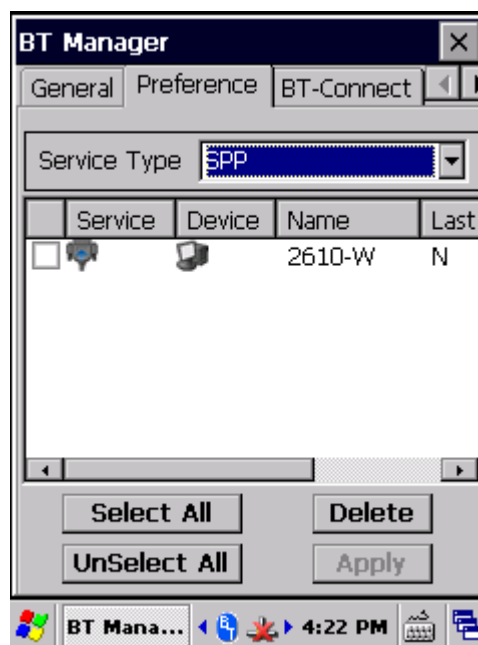 BT Manager
General Preference BT-Connect
Service Type SPP
Service Device Name Last
2610-W N
Select All Delete
UnSelect All Apply
BT Mana... 4:22 PM